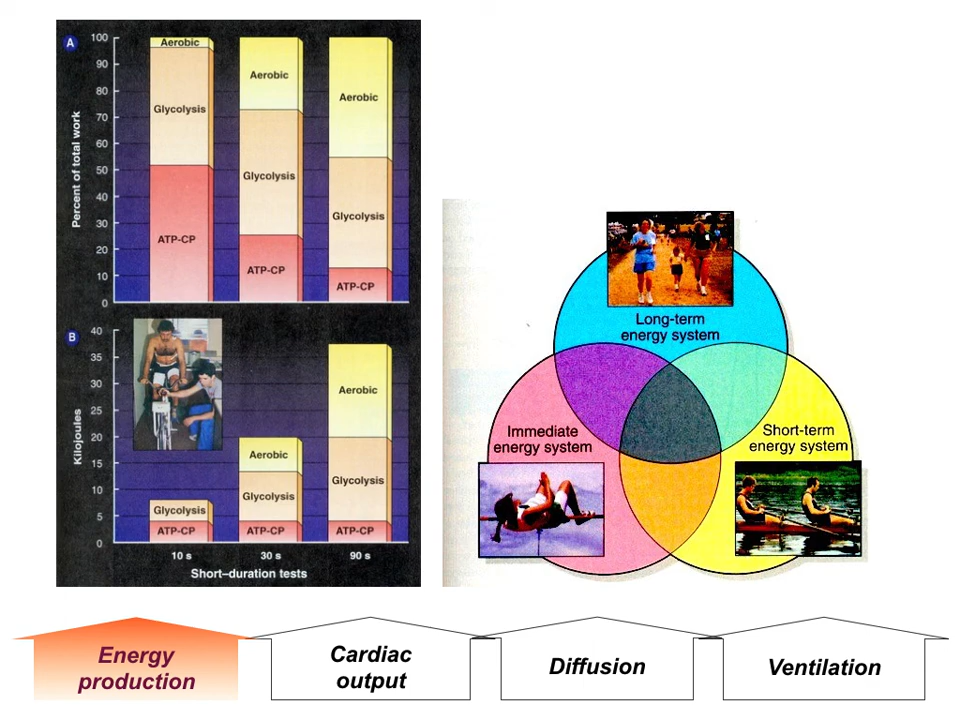 A
Percent of total work
100
90
80
70
60
50
40
30
20
10
0
Aerobic
Glycolysis
ATP-CP
Aerobic
Glycolysis
ATP-CP
Aerobic
Glycolysis
ATP-CP
B
Kilojoules
40
35
30
25
20
15
10
5
0
Glycolysis
ATP-CP
Aerobic
Glycolysis
ATP-CP
Aerobic
Glycolysis
ATP-CP
10 s
30 s
90 s
Short–duration tests
Long-term
energy system
Immediate
energy system
Short-term
energy system
Energy
production
Cardiac
output
Diffusion
Ventilation